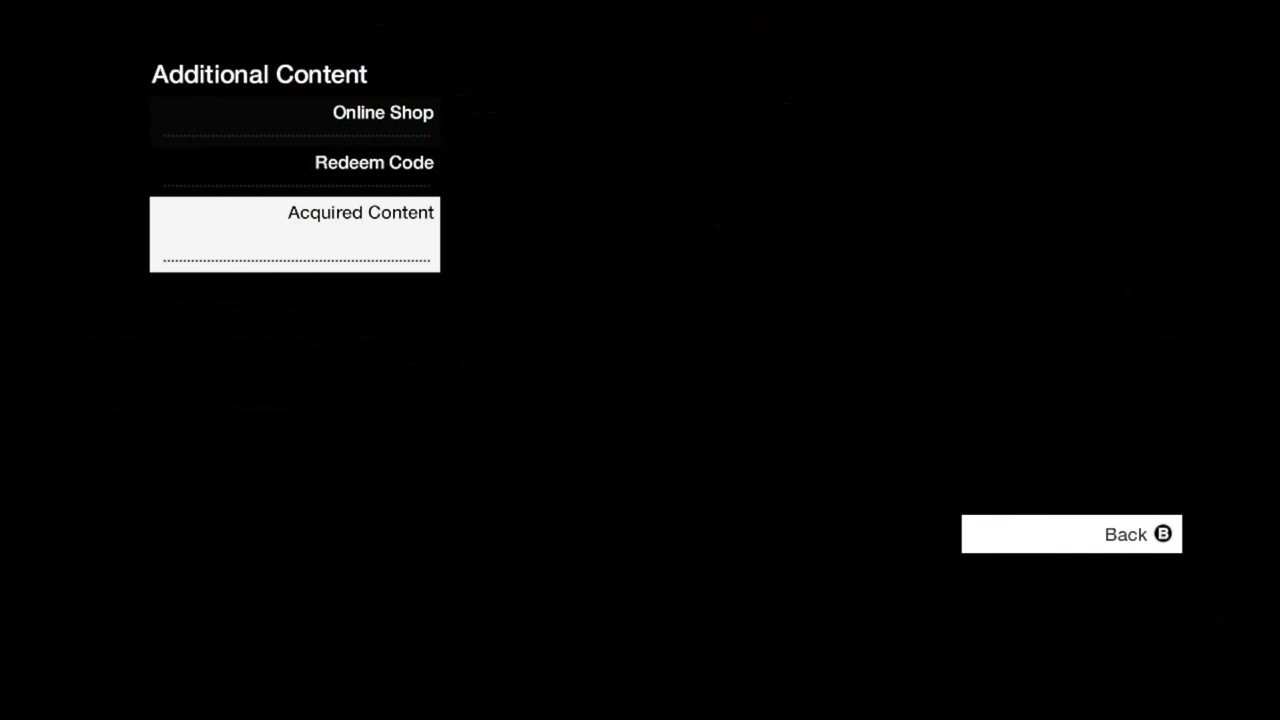 Additional Content
Online Shop
Redeem Code
Acquired Content
Back B